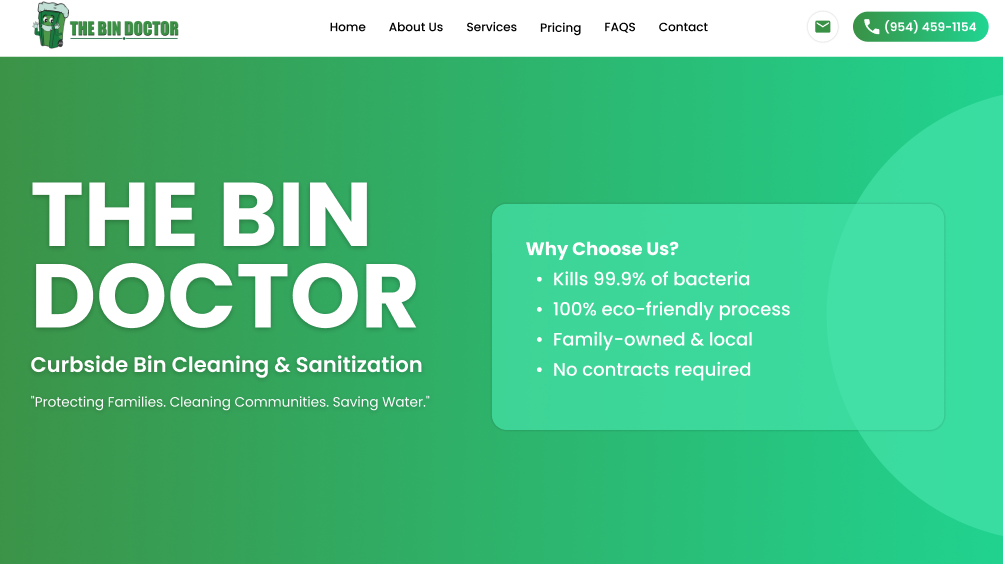 THE BIN DOCTOR
Home
About Us
Services
Pricing
FAQS
Contact
(954) 459-1154
THE BIN
DOCTOR
Curbside Bin Cleaning & Sanitization
"Protecting Families. Cleaning Communities. Saving Water."
Why Choose Us?
• Kills 99.9% of bacteria
• 100% eco-friendly process
• Family-owned & local
• No contracts required